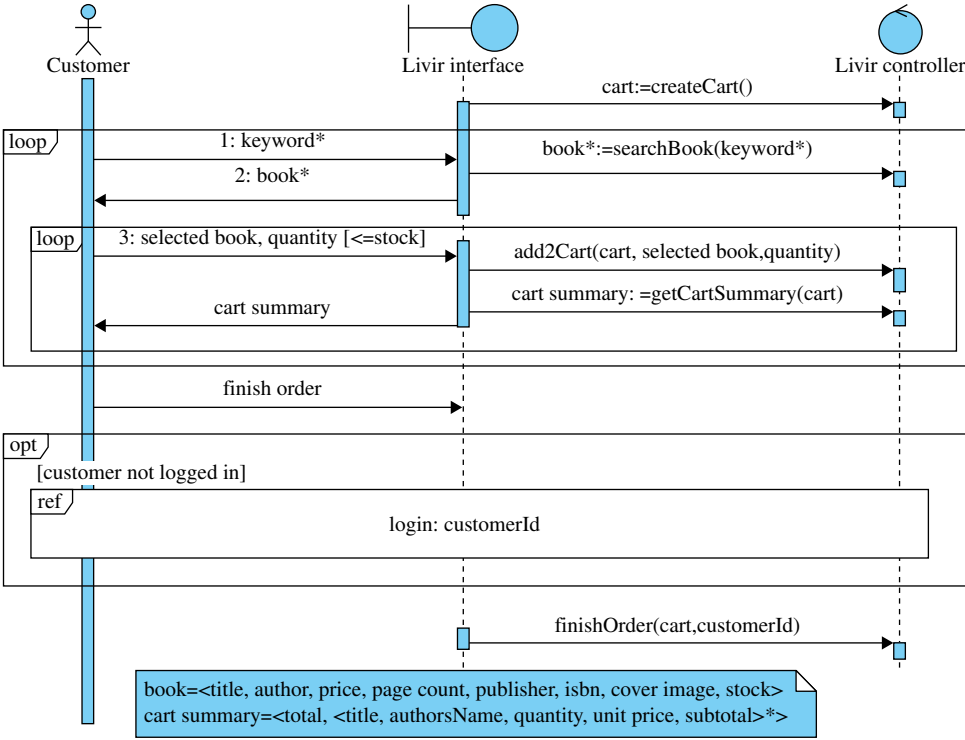 Customer
Livir interface
Livir controller
cart:=createCart()
loop
1: keyword*
book*:=searchBook(keyword*)
2: book*
loop
3: selected book, quantity [<=stock]
add2Cart(cart, selected book,quantity)
cart summary: =getCartSummary(cart)
cart summary
finish order
opt
[customer not logged in]
ref
login: customerId
finishOrder(cart,customerId)
book=<title, author, price, page count, publisher, isbn, cover image, stock>
cart summary=<total, <title, authorsName, quantity, unit price, subtotal>*>